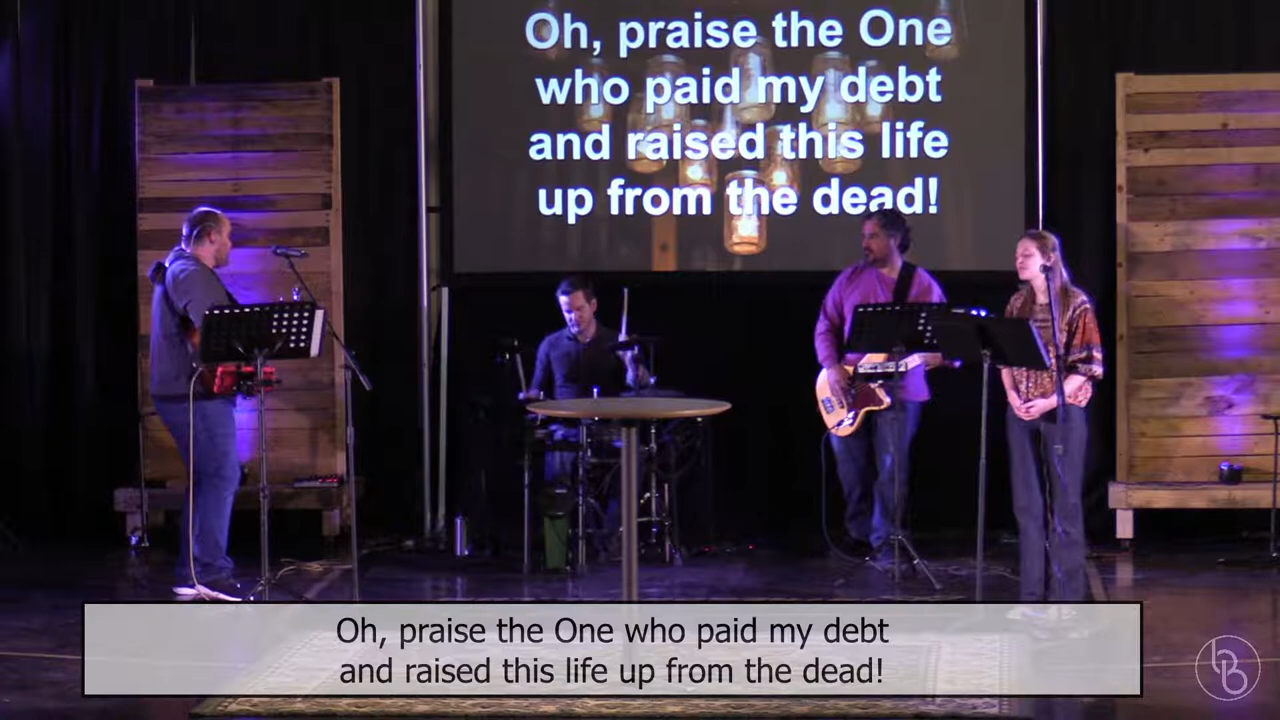 Oh, praise the One
who paid my debt
and raised this life
up from the dead!
Oh, praise the One who paid my debt
and raised this life up from the dead!